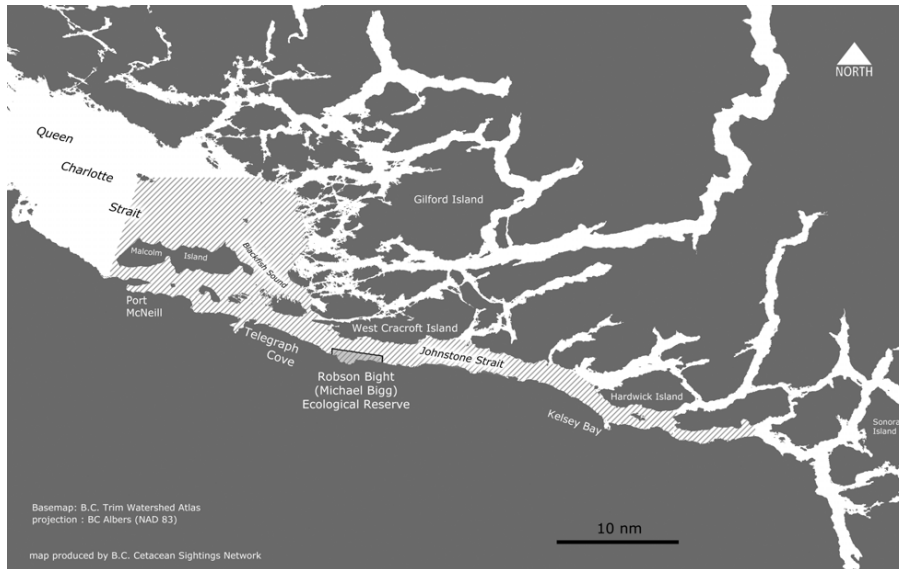 NORTH
Queen
Charlotte
Strait
Gilford Island
Malcolm Island
Blackfish Sound
Port
McNeill
West Cracroft Island
Telegraph
Cove
Johnstone Strait
Robson Bight
(Michael Bigg)
Ecological Reserve
Hardwick Island
Kelsey Bay
Sonora
Island
Basemap: B.C. Trim Watershed Atlas
projection : BC Albers (NAD 83)
10 nm
map produced by B.C. Cetacean Sightings Network